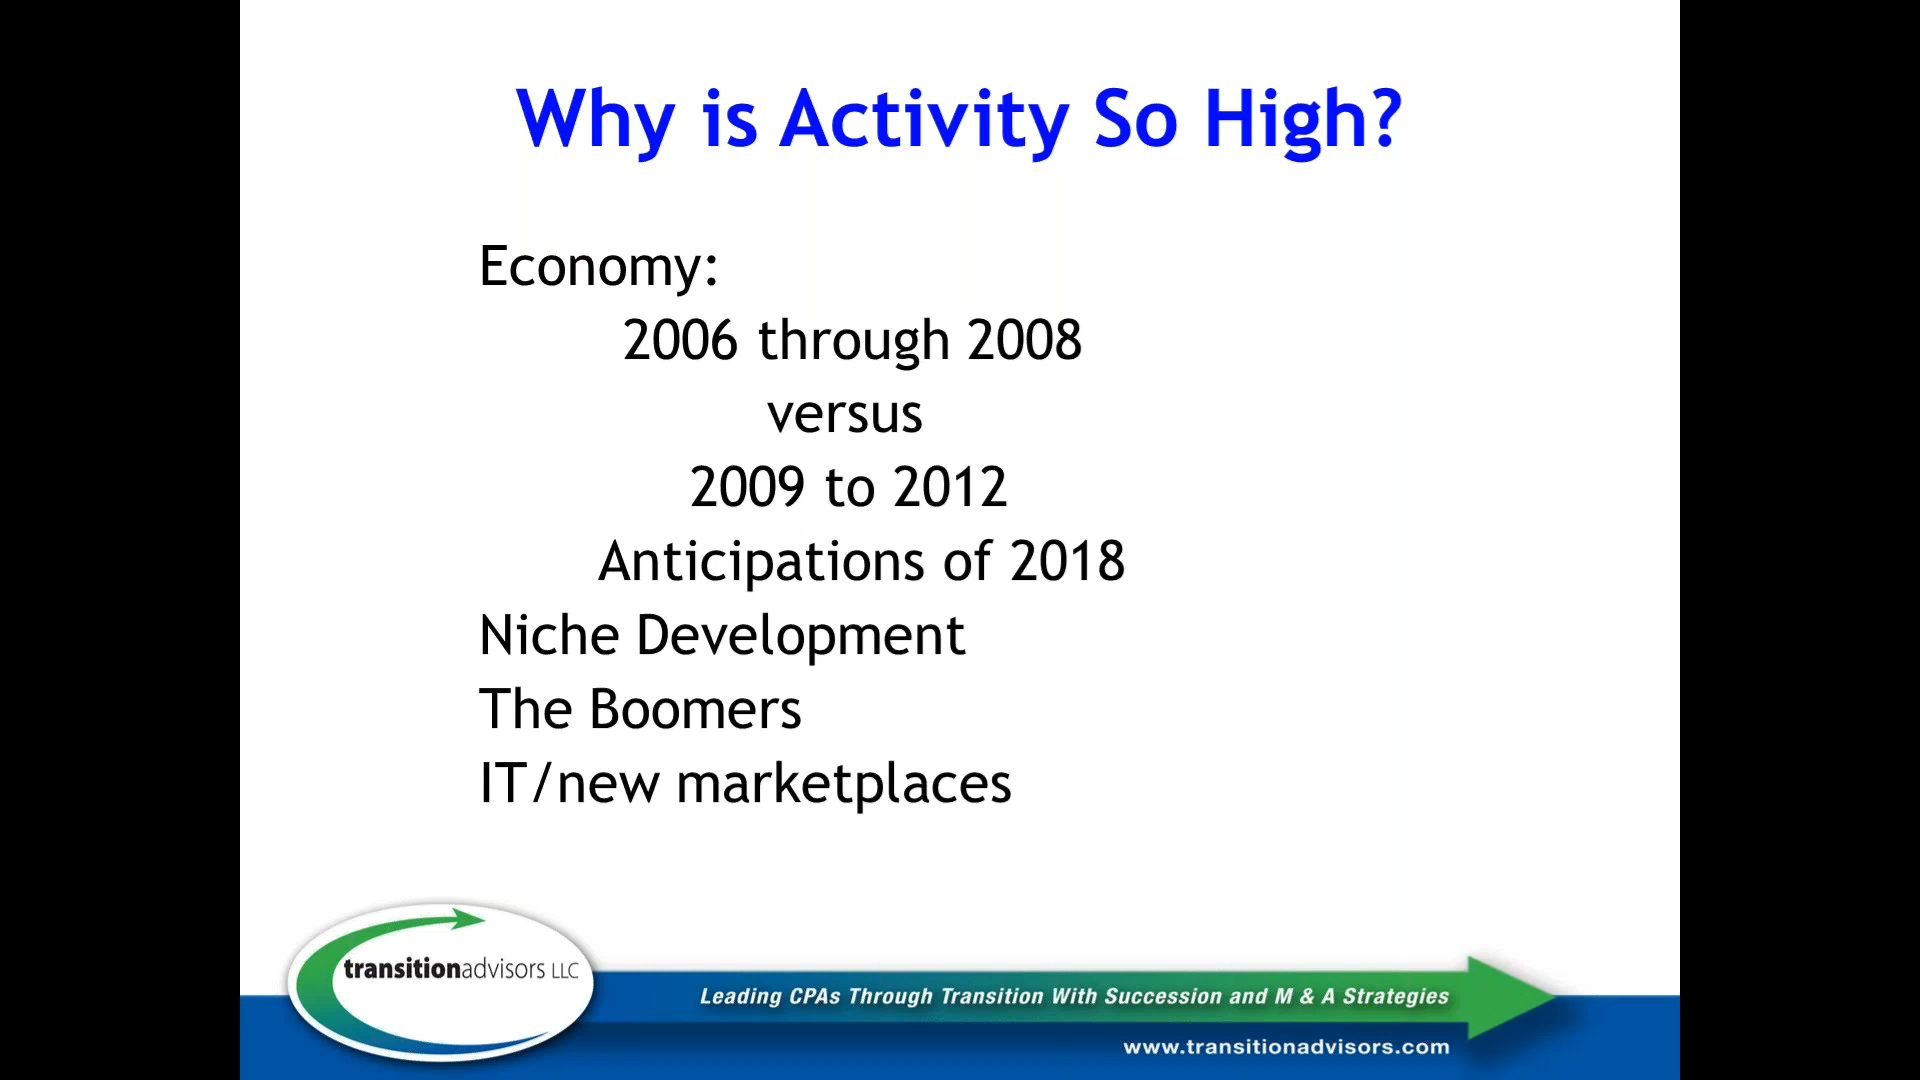 Why is Activity So High?
Economy:
2006 through 2008
versus
2009 to 2012
Anticipations of 2018
Niche Development
The Boomers
IT/new marketplaces
transitionadvisors LLC
Leading CPAs Through Transition With Succession and M & A Strategies
www.transitionadvisors.com